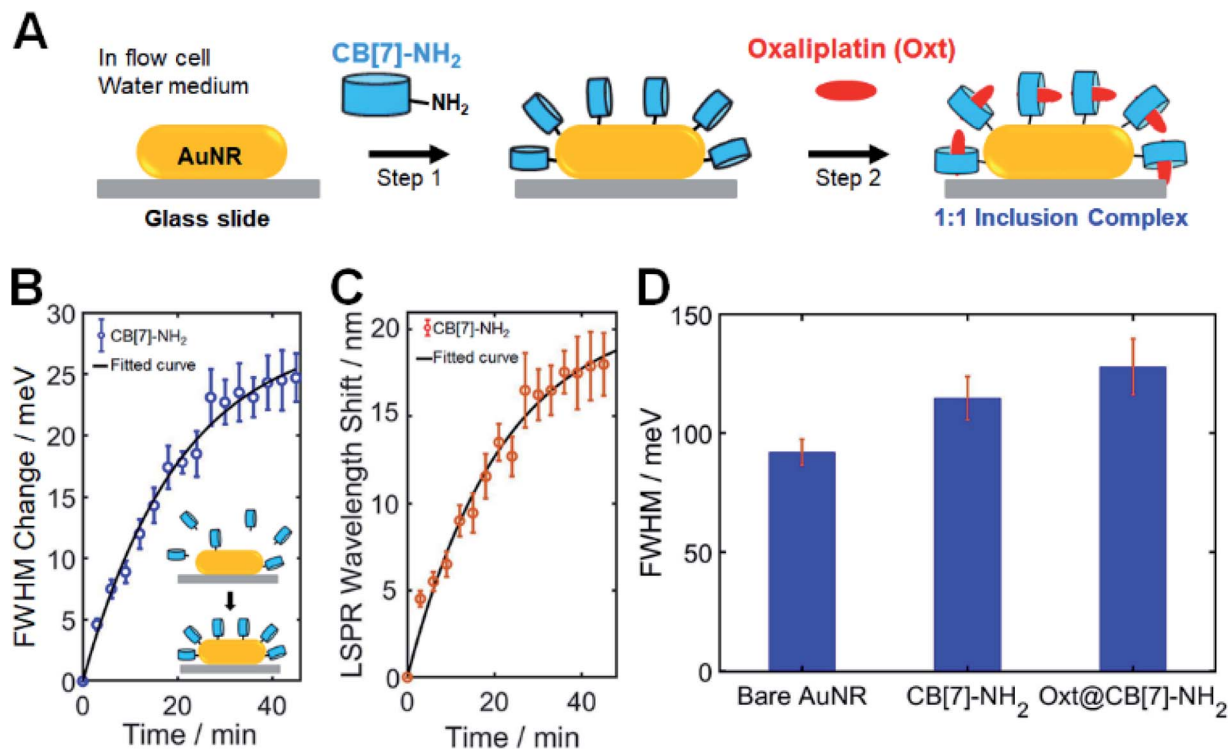 A
In flow cell
Water medium
CB[7]-NH₂
NH₂
Oxaliplatin (Oxt)
AuNR
Step 1
Step 2
Glass slide
1:1 Inclusion Complex
B
FWHM Change / meV
30
25
20
15
10
5
0
CB[7]-NH₂
Fitted curve
0 20 40
Time / min
C
LSPR Wavelength Shift / nm
20
15
10
5
0
CB[7]-NH₂
Fitted curve
0 20 40
Time / min
D
FWHM / meV
150
100
50
0
Bare AuNR CB[7]-NH₂ Oxt@CB[7]-NH₂